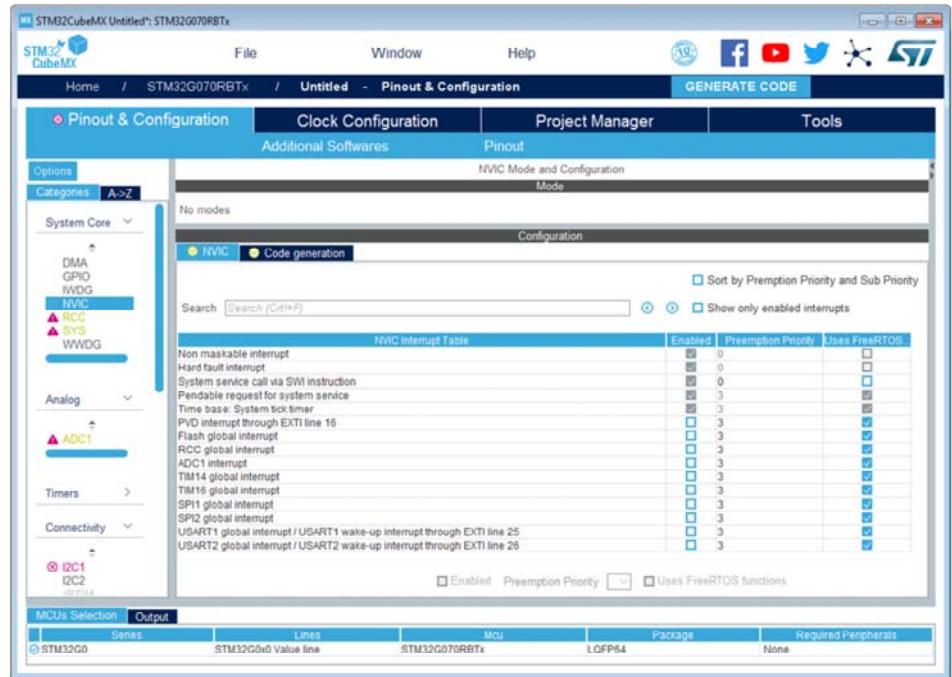 MX STM32CubeMX Untitled*: STM32G070RBTx
STM32 CubeMX File Window Help 10 ST
Home / STM32G070RBTx / Untitled - Pinout & Configuration GENERATE CODE
Pinout & Configuration Clock Configuration Project Manager Tools
Additional Softwares Pinout
Options
Categories A->Z
System Core
DMA
GPIO
IWDG
NVIC
RCC
SYS
WWDG
Analog
ADC1
Timers
Connectivity
I2C1
I2C2
IRTIM
NVIC Mode and Configuration
Mode
No modes
Configuration
NVIC Code generation
Sort by Premption Priority and Sub Priority
Search Search (Crtl+F) Show only enabled interrupts
NVIC Interrupt Table Enabled Preemption Priority Uses FreeRTOS...
Non maskable interrupt 0
Hard fault interrupt 0
System service call via SWI instruction 0
Pendable request for system service 3
Time base: System tick timer 3
PVD interrupt through EXTI line 16 3
Flash global interrupt 3
RCC global interrupt 3
ADC1 interrupt 3
TIM14 global interrupt 3
TIM16 global interrupt 3
SPI1 global interrupt 3
SPI2 global interrupt 3
USART1 global interrupt / USART1 wake-up interrupt through EXTI line 25 3
USART2 global interrupt / USART2 wake-up interrupt through EXTI line 26 3
Enabled Preemption Priority Uses FreeRTOS functions
MCUs Selection Output
Series Lines Mcu Package Required Peripherals
STM32G0 STM32G0x0 Value line STM32G070RBTx LQFP64 None